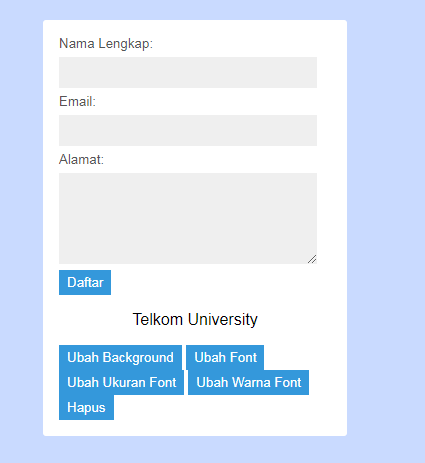 Nama Lengkap:
Email:
Alamat:
Daftar
Telkom University
Ubah Background Ubah Font
Ubah Ukuran Font Ubah Warna Font
Hapus